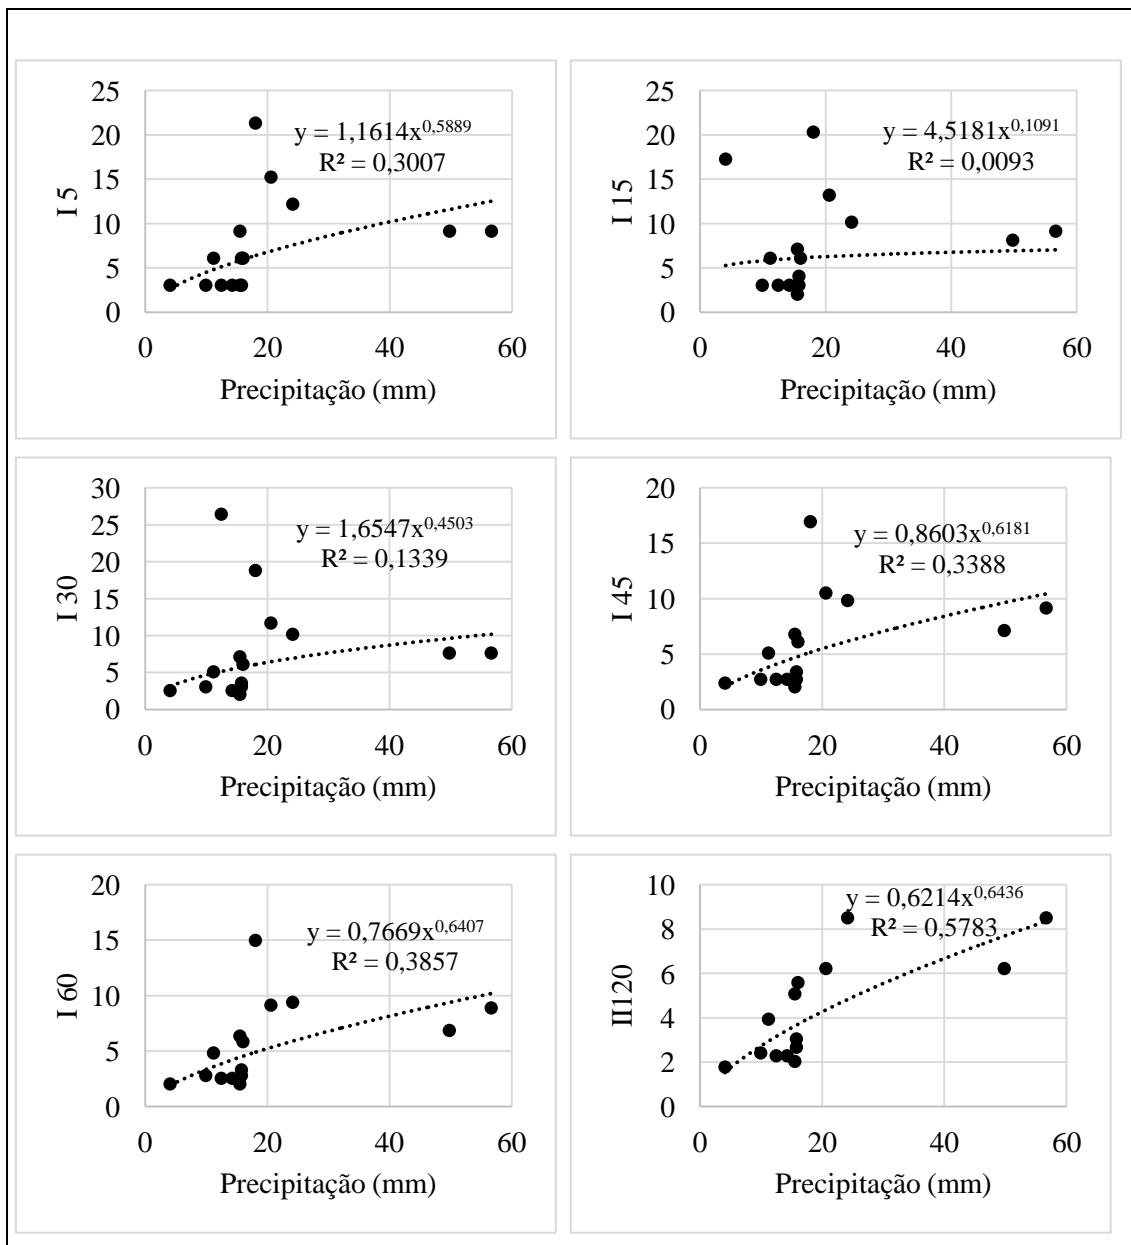 25
20
15
10
5
0
I 5
y = 1,1614x^0,5889
R² = 0,3007
0 20 40 60
Precipitação (mm)
25
20
15
10
5
0
I 15
y = 4,5181x^0,1091
R² = 0,0093
0 20 40 60
Precipitação (mm)
30
25
20
15
10
5
0
I 30
y = 1,6547x^0,4503
R² = 0,1339
0 20 40 60
Precipitação (mm)
20
15
10
5
0
I 45
y = 0,8603x^0,6181
R² = 0,3388
0 20 40 60
Precipitação (mm)
20
15
10
5
0
I 60
y = 0,7669x^0,6407
R² = 0,3857
0 20 40 60
Precipitação (mm)
10
8
6
4
2
0
II120
y = 0,6214x^0,6436
R² = 0,5783
0 20 40 60
Precipitação (mm)